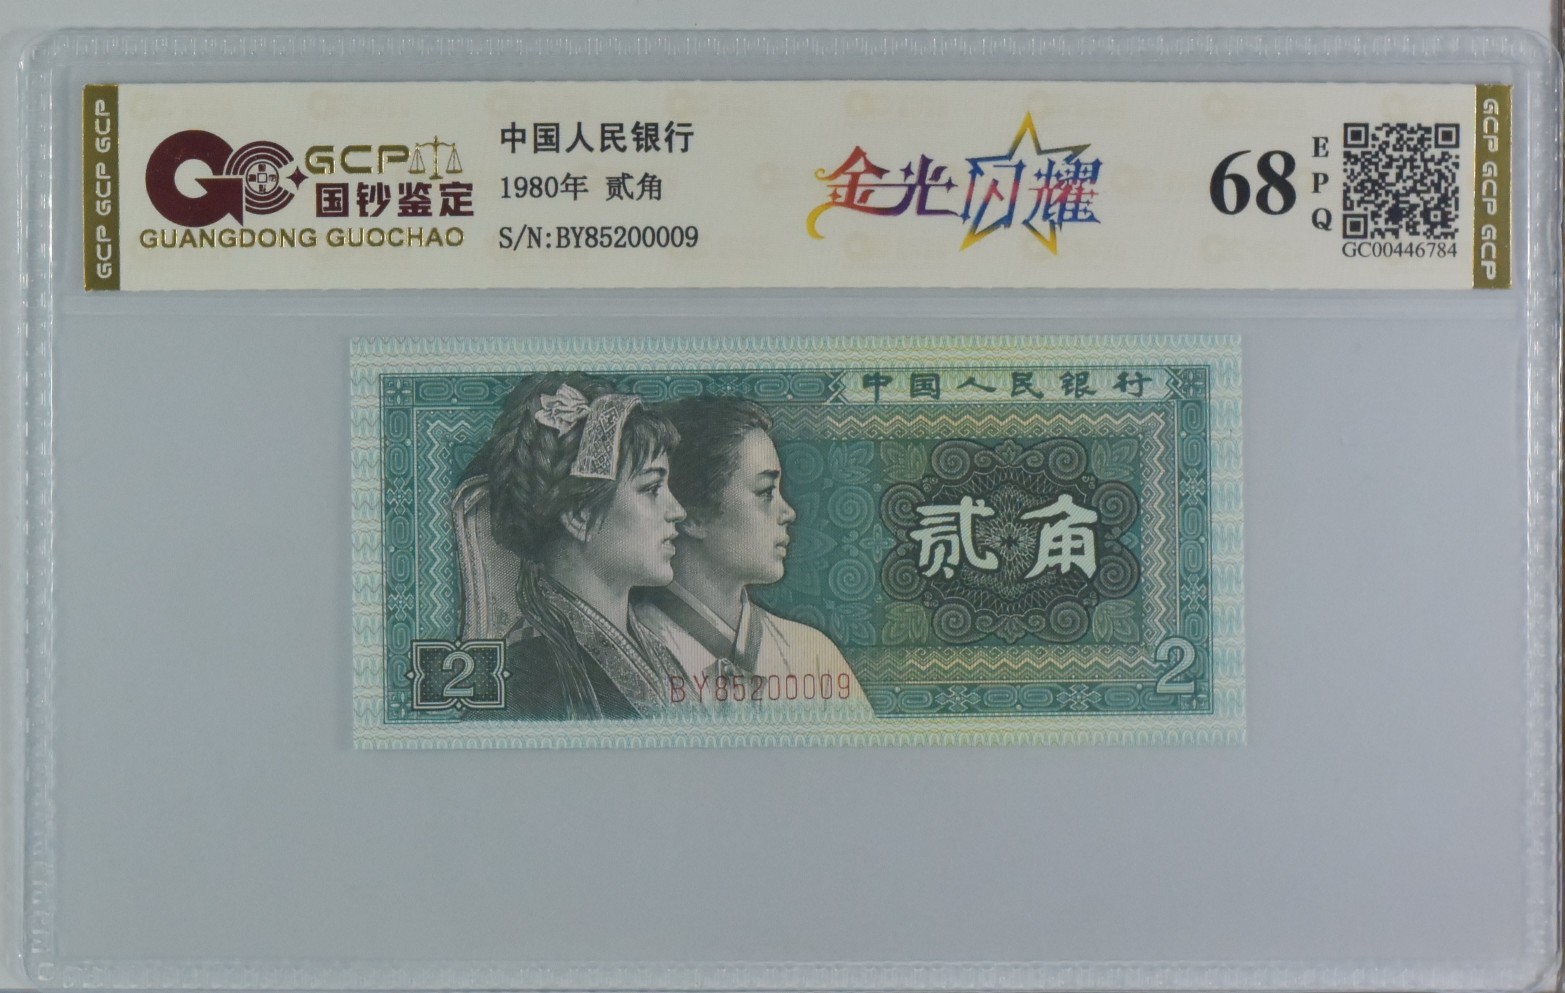 GCP GCP GCP
GCP
国钞鉴定
GUANGDONG GUOCHAO
中国人民银行
1980年 贰角
S/N:BY85200009
金光闪耀
68
EPQ
GC00446784
GCP GCP GCP
中国人民银行
贰角
2
BY85200009
2